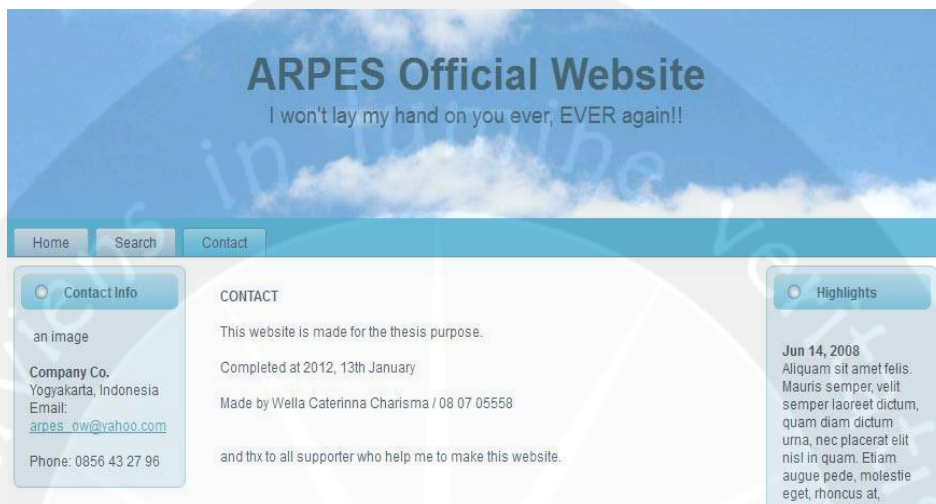 ARPES Official Website
I won't lay my hand on you ever, EVER again!!
Home
Search
Contact
Contact Info
an image
Company Co.
Yogyakarta, Indonesia
Email:
arpes_ow@yahoo.com
Phone: 0856 43 27 96
CONTACT
This website is made for the thesis purpose.
Completed at 2012, 13th January
Made by Wella Caterinna Charisma / 08 07 05558
and thx to all supporter who help me to make this website.
Highlights
Jun 14, 2008
Aliquam sit amet felis.
Mauris semper, velit
semper laoreet dictum,
quam diam dictum
urna, nec placerat elit
nisl in quam. Etiam
augue pede, molestie
eget, rhoncus at,
in lumine
veri